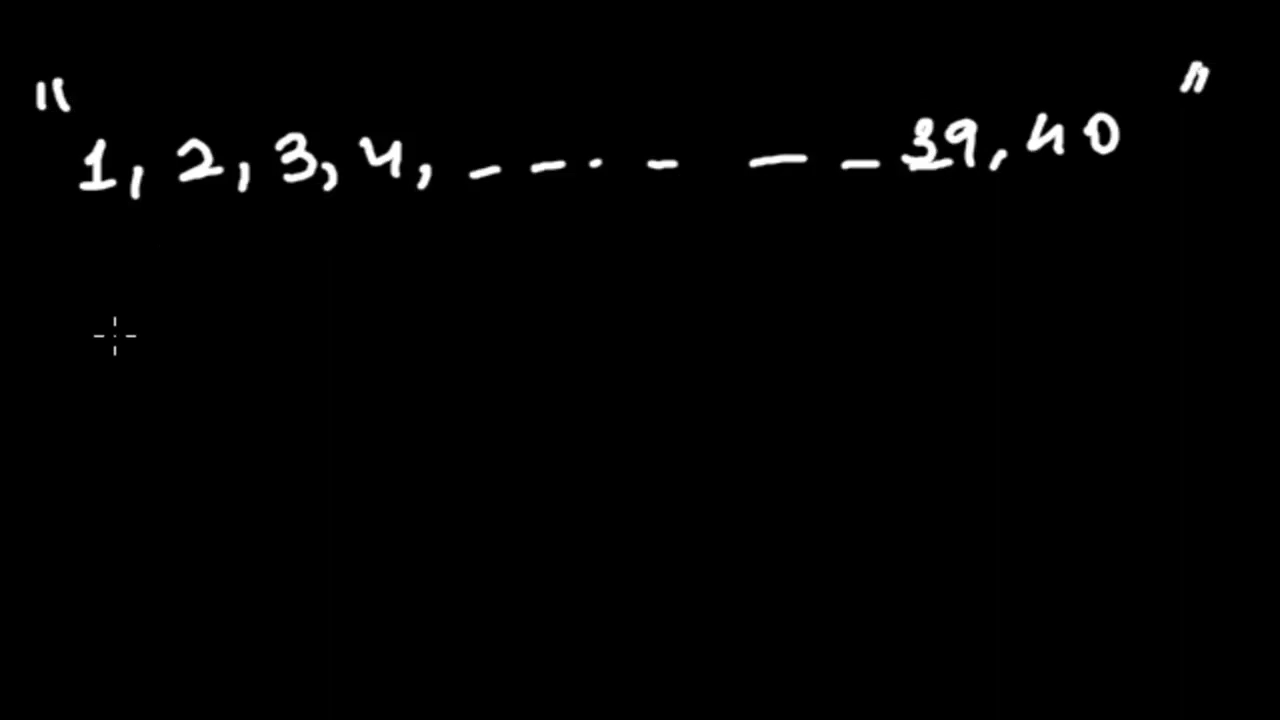 " 1, 2, 3, 4, - - . - - - 39, 40 "